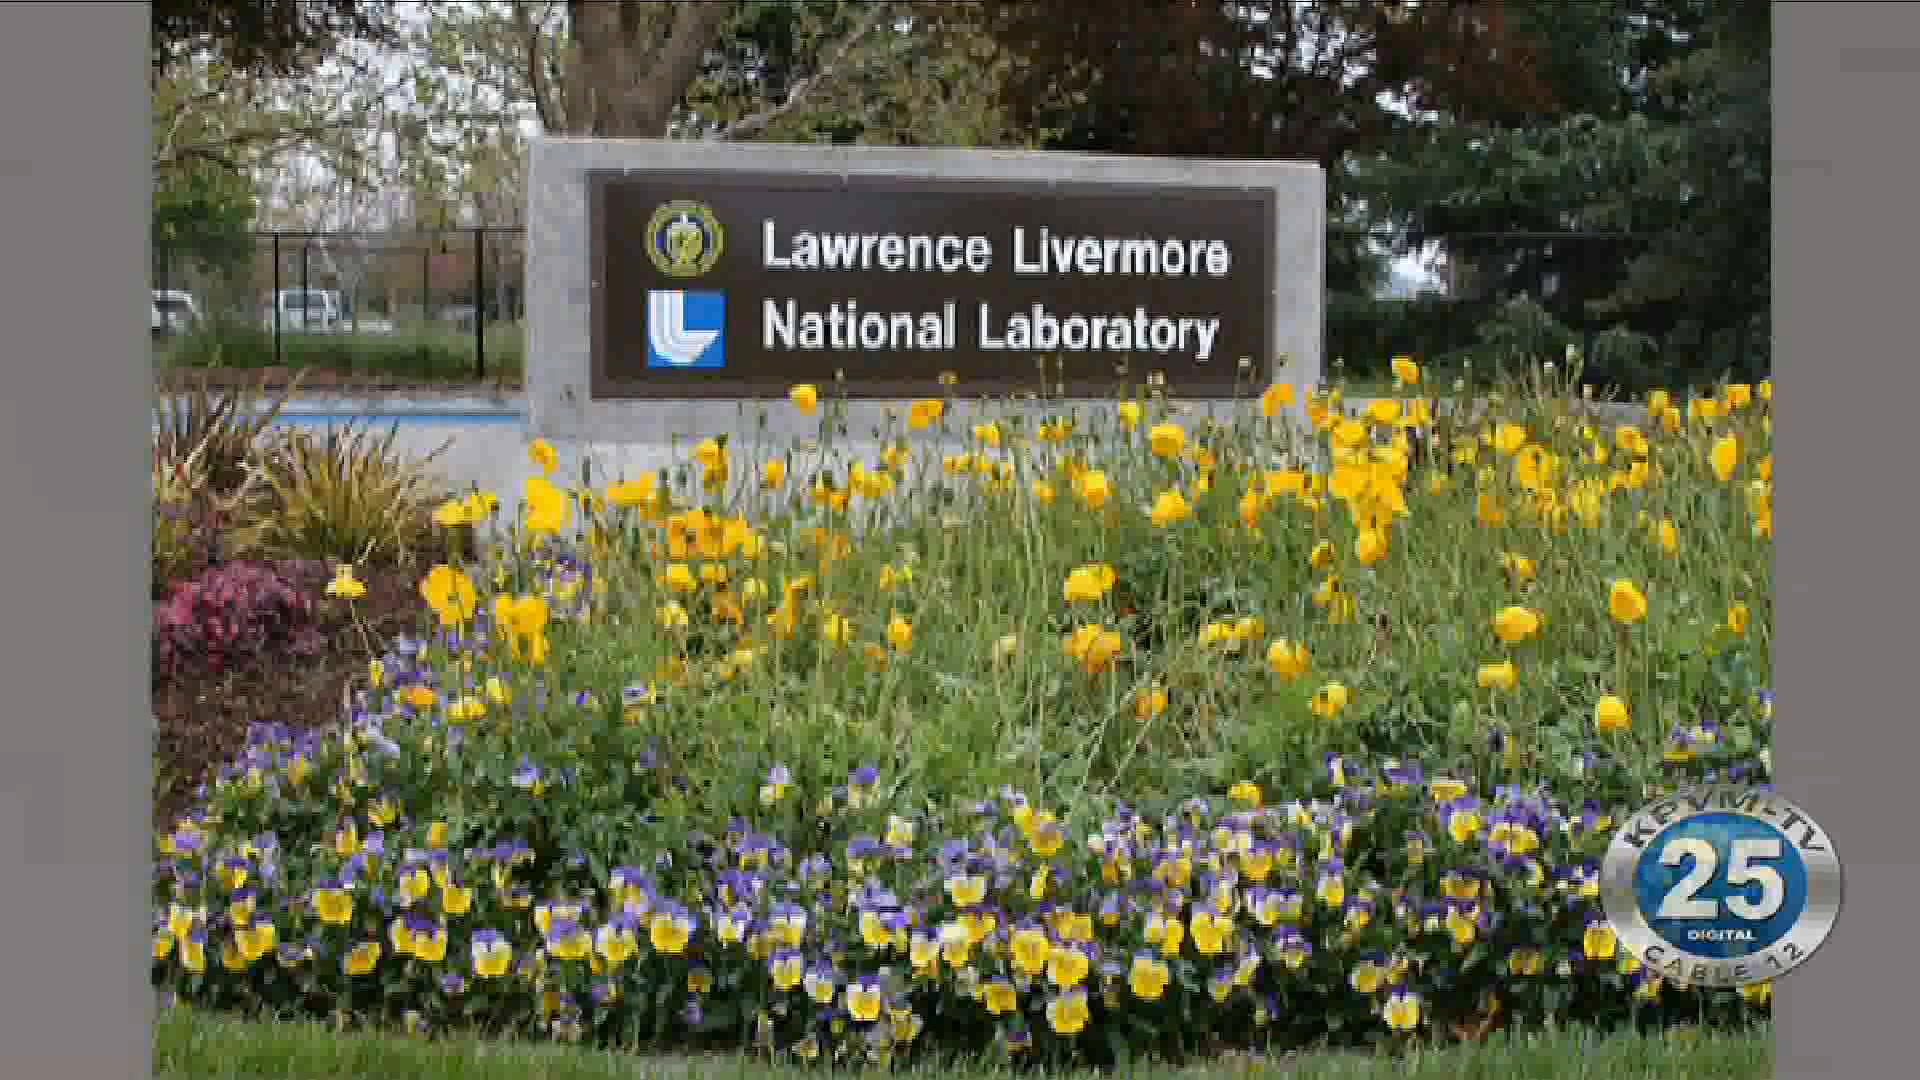 Lawrence Livermore
National Laboratory
KPVM-TV
25
DIGITAL
CABLE 12